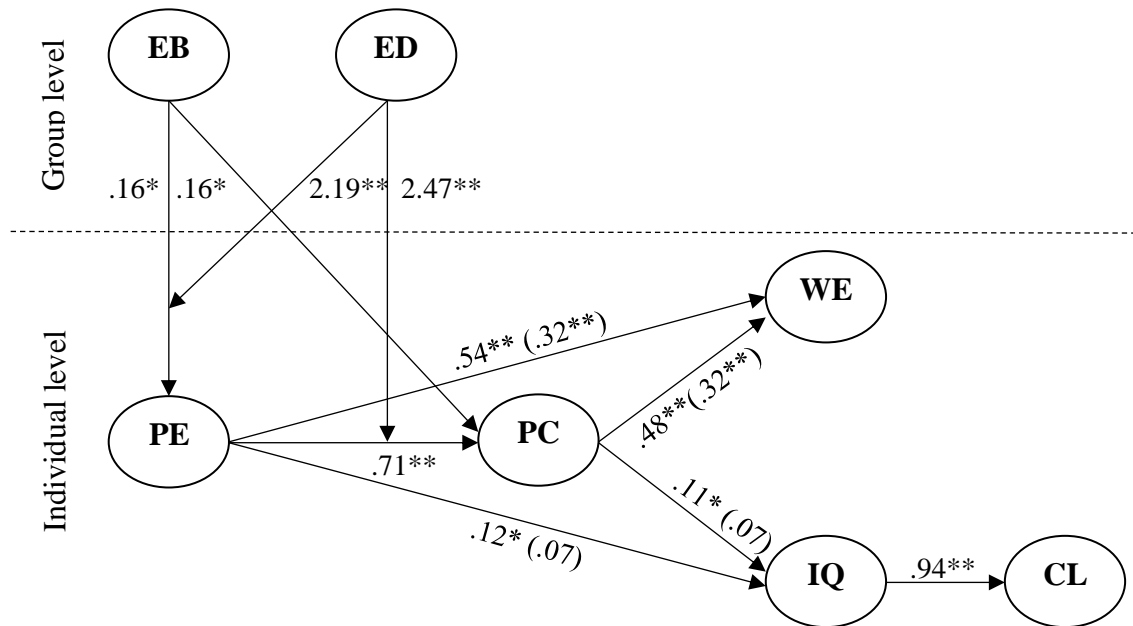 EB
ED
Group level
.16*
.16*
2.19**
2.47**
WE
.54** (.32**)
Individual level
PE
PC
.48**(.32**)
.71**
.11* (.07)
.12* (.07)
IQ
.94**
CL